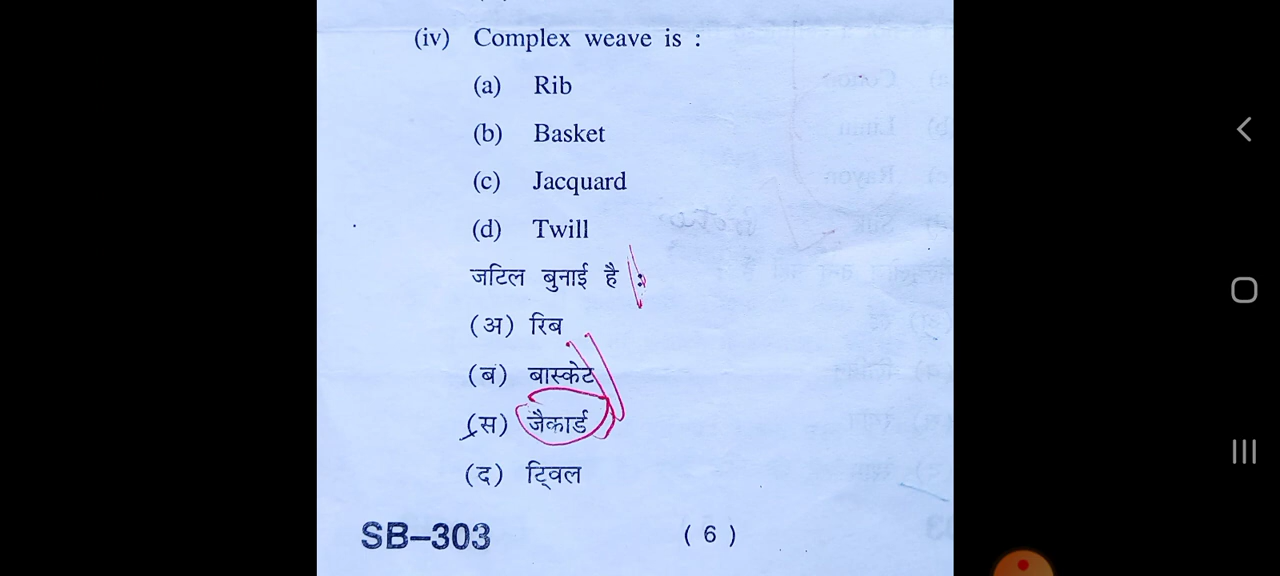 (iv) Complex weave is :
(a) Rib
(b) Basket
(c) Jacquard
(d) Twill
जटिल बुनाई है :
(अ) रिब
(ब) बास्केट
(स) जैकार्ड
(द) ट्विल
SB–303 ( 6 )